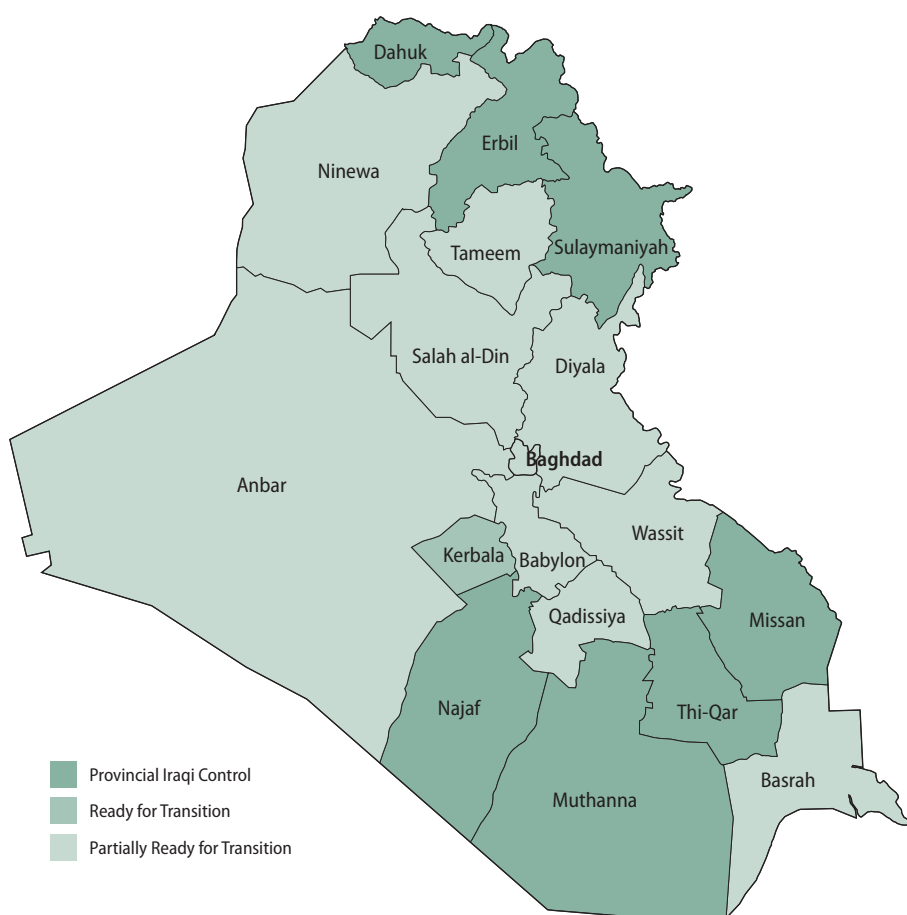 Dahuk
Erbil
Ninewa
Sulaymaniyah
Tameem
Salah al-Din
Diyala
Baghdad
Anbar
Wassit
Kerbala
Babylon
Qadissiya
Missan
Najaf
Thi-Qar
Basrah
Muthanna
Provincial Iraqi Control
Ready for Transition
Partially Ready for Transition